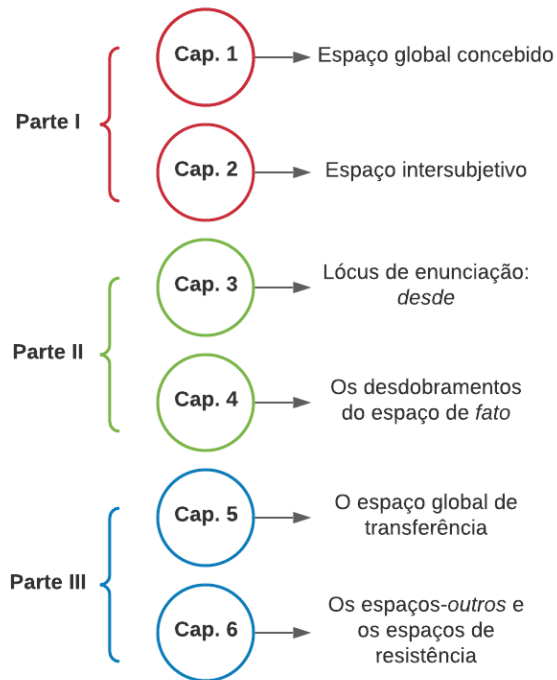 Parte I
Cap. 1
Espaço global concebido
Cap. 2
Espaço intersubjetivo
Parte II
Cap. 3
Lócus de enunciação:
desde
Cap. 4
Os desdobramentos
do espaço de fato
Parte III
Cap. 5
O espaço global de
transferência
Cap. 6
Os espaços-outros e
os espaços de
resistência